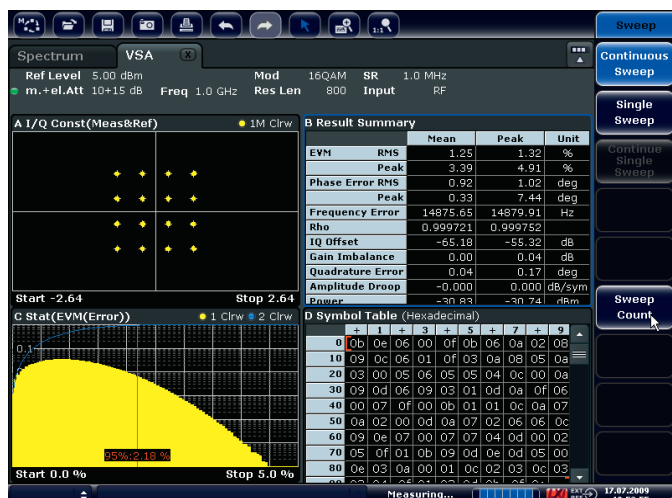 Sweep
Spectrum VSA
Ref Level 5.00 dBm Mod 16QAM SR 1.0 MHz
m.+el.Att 10+15 dB Freq 1.0 GHz Res Len 800 Input RF
Continuous Sweep
Single Sweep
Continue Single Sweep
Sweep Count
A I/Q Const(Meas&Ref) 1M Clrw
Start -2.64 Stop 2.64
B Result Summary
Mean Peak Unit
EVM RMS 1.25 1.32 %
Peak 3.39 4.91 %
Phase Error RMS 0.92 1.02 deg
Peak 0.33 7.44 deg
Frequency Error 14875.65 14879.91 Hz
Rho 0.999721 0.999752
IQ Offset -65.18 -55.32 dB
Gain Imbalance 0.00 0.04 dB
Quadrature Error 0.04 0.17 deg
Amplitude Droop -0.000 0.000 dB/sym
Power -30.83 -30.74 dBm
C Stat(EVM(Error)) 1 Clrw 2 Clrw
0.1
95%:2.18 %
Start 0.0 % Stop 5.0 %
D Symbol Table (Hexadecimal)
+ 1 + 3 + 5 + 7 + 9
0 0b 0e 06 00 0f 0b 06 0a 02 08
10 09 0c 06 01 0f 03 0a 08 05 0a
20 03 00 05 06 05 05 04 0c 00 0a
30 09 0d 06 09 03 01 0d 0a 0f 06
40 00 07 0f 00 0b 01 01 0c 0a 07
50 0a 02 00 0d 0a 07 02 06 06 0c
60 09 0e 07 00 07 07 04 0d 00 02
70 05 0f 01 0b 09 0d 0e 0d 05 00
80 0e 03 0a 00 01 0c 02 03 0c 03
Measuring... 17.07.2009